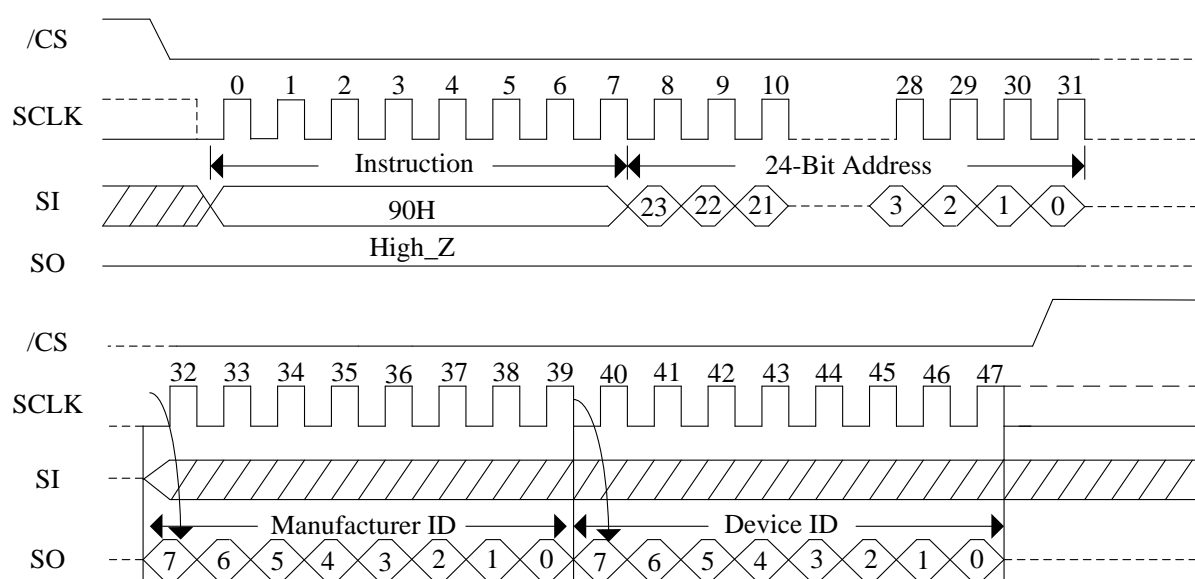 /CS
0 1 2 3 4 5 6 7 8 9 10 28 29 30 31
SCLK
Instruction 24-Bit Address
SI 90H 23 22 21 3 2 1 0
High_Z
SO
/CS
32 33 34 35 36 37 38 39 40 41 42 43 44 45 46 47
SCLK
SI
Manufacturer ID Device ID
SO 7 6 5 4 3 2 1 0 7 6 5 4 3 2 1 0